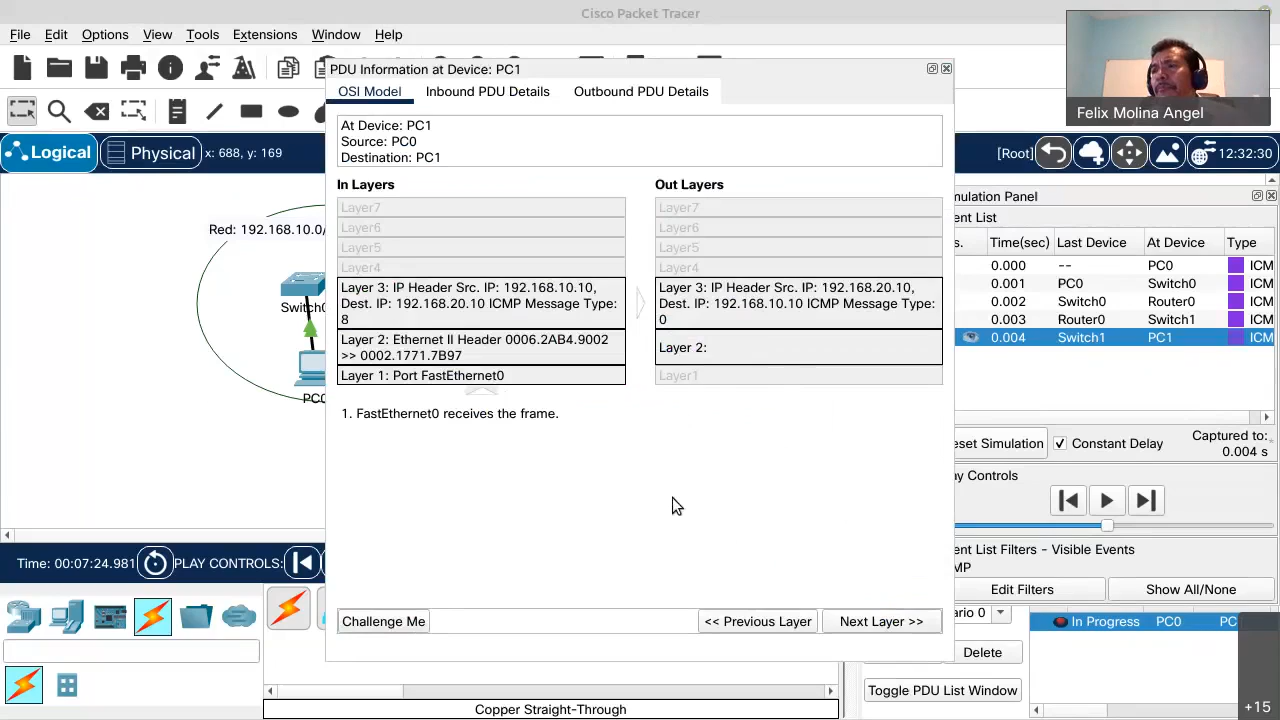 Cisco Packet Tracer
File Edit Options View Tools Extensions Window Help
Felix Molina Angel
PDU Information at Device: PC1
OSI Model Inbound PDU Details Outbound PDU Details
Logical Physical x: 688, y: 169
[Root] 12:32:30
At Device: PC1
Source: PC0
Destination: PC1
In Layers
Layer7
Layer6
Layer5
Layer4
Layer 3: IP Header Src. IP: 192.168.10.10,
Dest. IP: 192.168.20.10 ICMP Message Type:
8
Layer 2: Ethernet II Header 0006.2AB4.9002
>> 0002.1771.7B97
Layer 1: Port FastEthernet0
Out Layers
Layer7
Layer6
Layer5
Layer4
Layer 3: IP Header Src. IP: 192.168.20.10,
Dest. IP: 192.168.10.10 ICMP Message Type:
0
Layer 2:
Layer1
1. FastEthernet0 receives the frame.
Challenge Me << Previous Layer Next Layer >>
Red: 192.168.10.0/
Switch0
PC0
mulation Panel
ent List
s. Time(sec) Last Device At Device Type
0.000 -- PC0 ICM
0.001 PC0 Switch0 ICM
0.002 Switch0 Router0 ICM
0.003 Router0 Switch1 ICM
0.004 Switch1 PC1 ICM
eset Simulation Constant Delay Captured to:
0.004 s
ay Controls
ent List Filters - Visible Events
MP
Edit Filters Show All/None
Time: 00:07:24.981 PLAY CONTROLS:
ario 0
In Progress PC0 PC
Delete
Toggle PDU List Window
+15
Copper Straight-Through